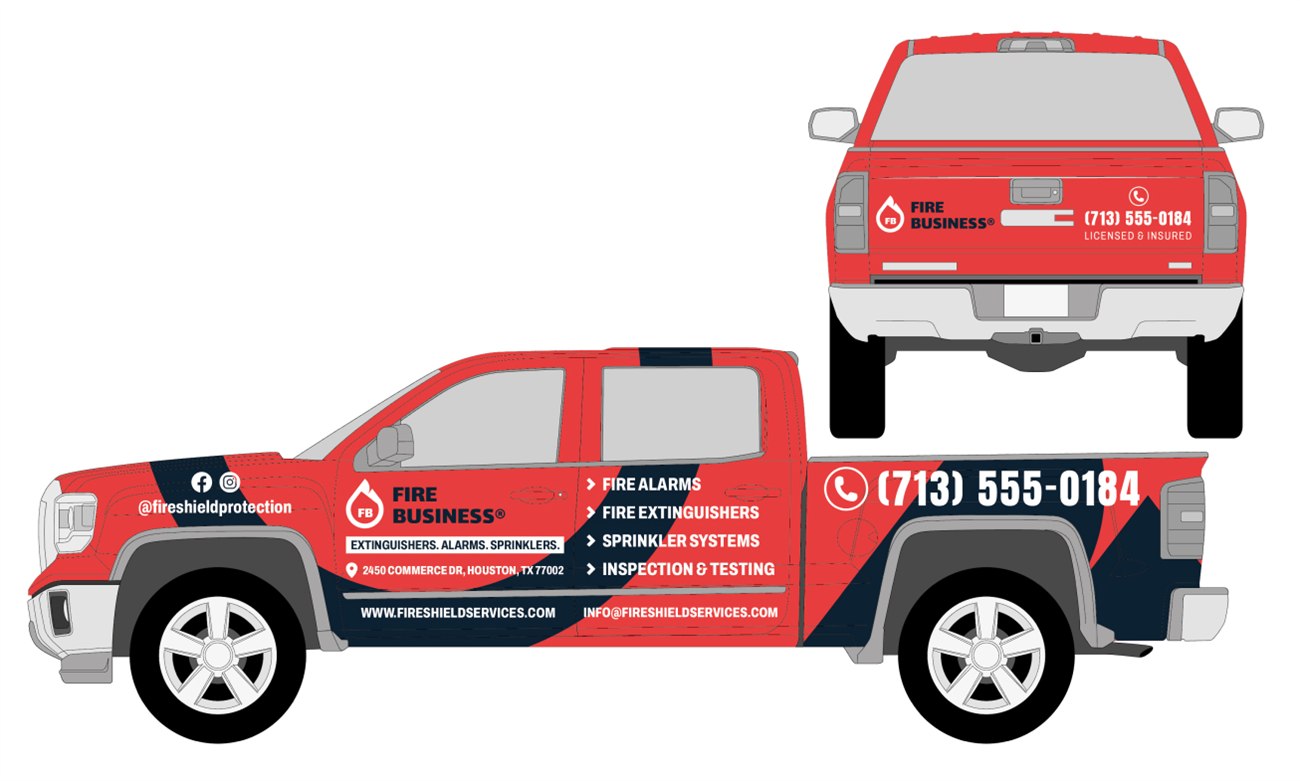 FB
FIRE
BUSINESS®
(713) 555-0184
LICENSED & INSURED
@fireshieldprotection
FB
FIRE
BUSINESS®
EXTINGUISHERS. ALARMS. SPRINKLERS.
2450 COMMERCE DR, HOUSTON, TX 77002
WWW.FIRESHIELDSERVICES.COM
FIRE ALARMS
FIRE EXTINGUISHERS
SPRINKLER SYSTEMS
INSPECTION & TESTING
INFO@FIRESHIELDSERVICES.COM
(713) 555-0184